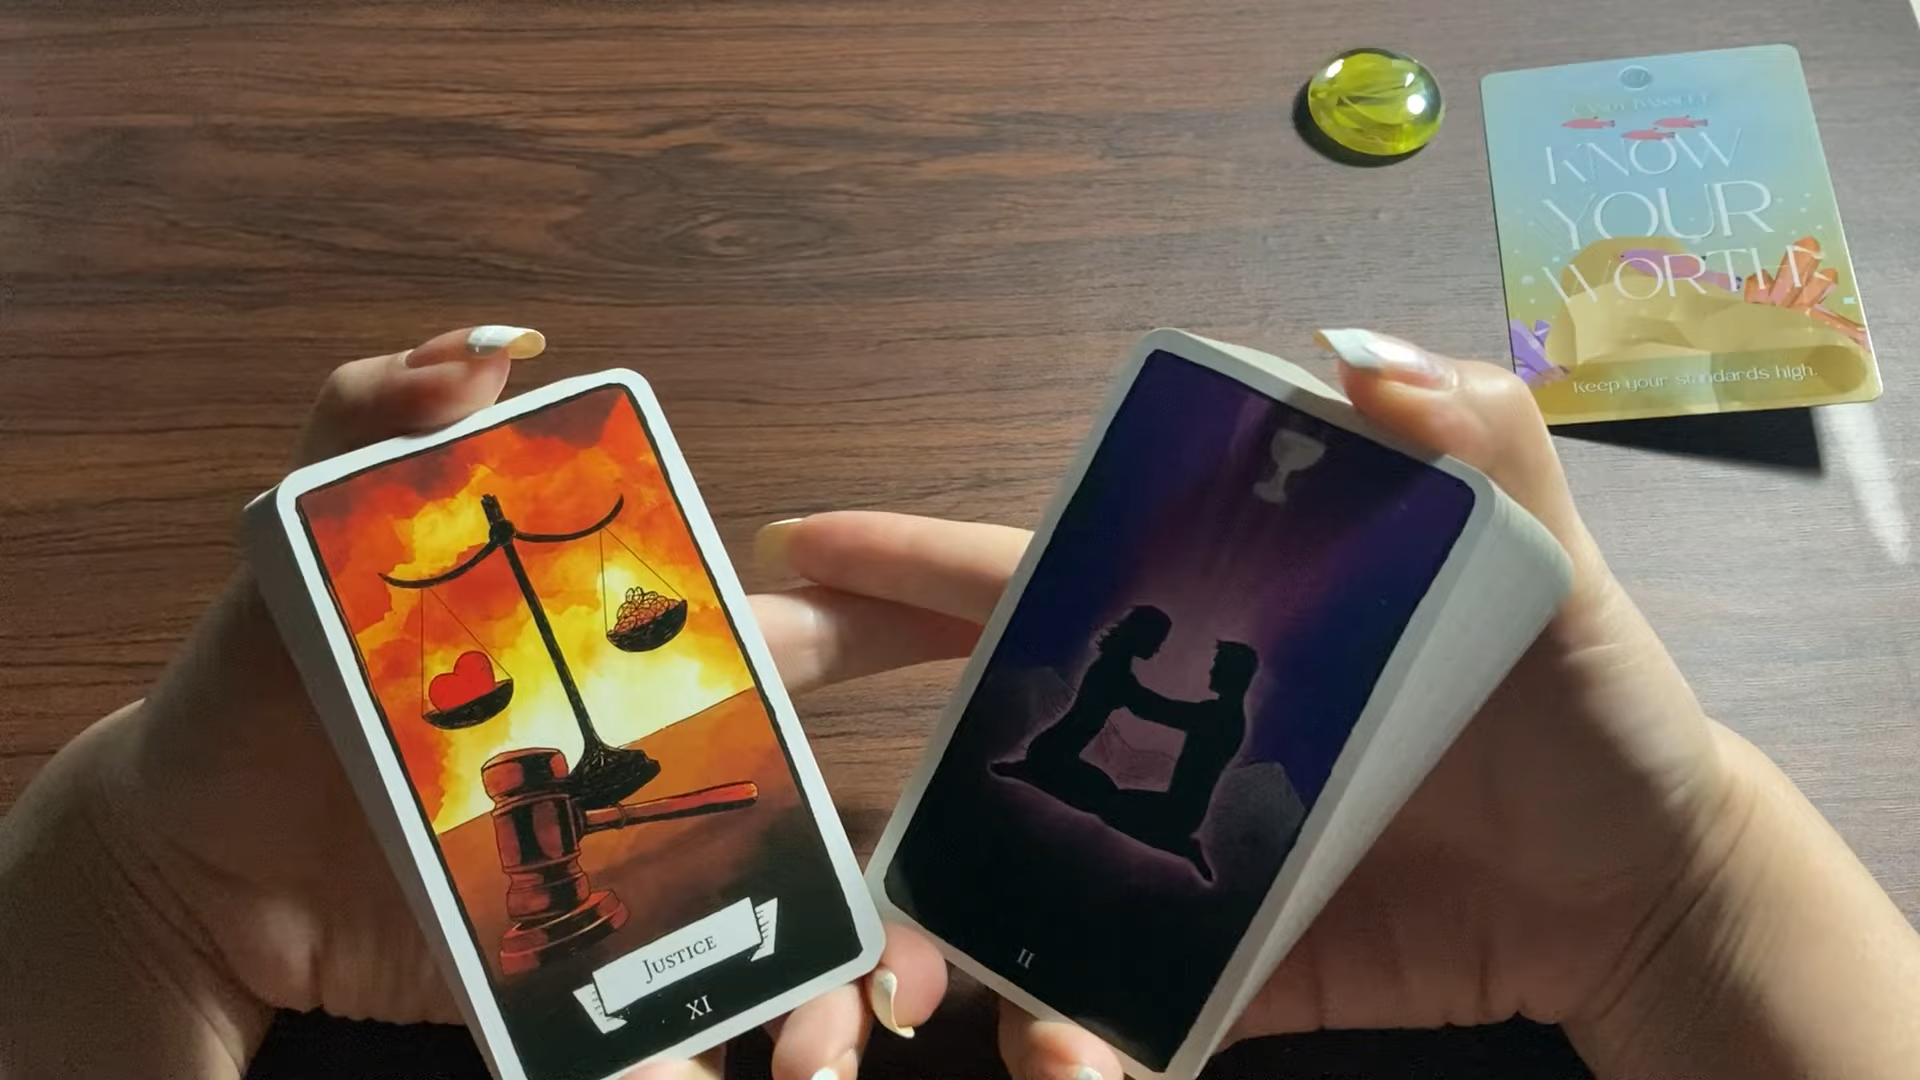 KNOW
YOUR
WORTH
Keep your standards high.
JUSTICE
XI
II